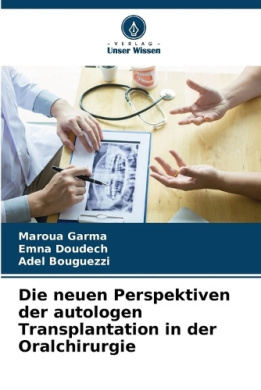 - VERLAG -
Unser Wissen
Maroua Garma
Emna Doudech
Adel Bouguezzi
Die neuen Perspektiven
der autologen
Transplantation in der
Oralchirurgie